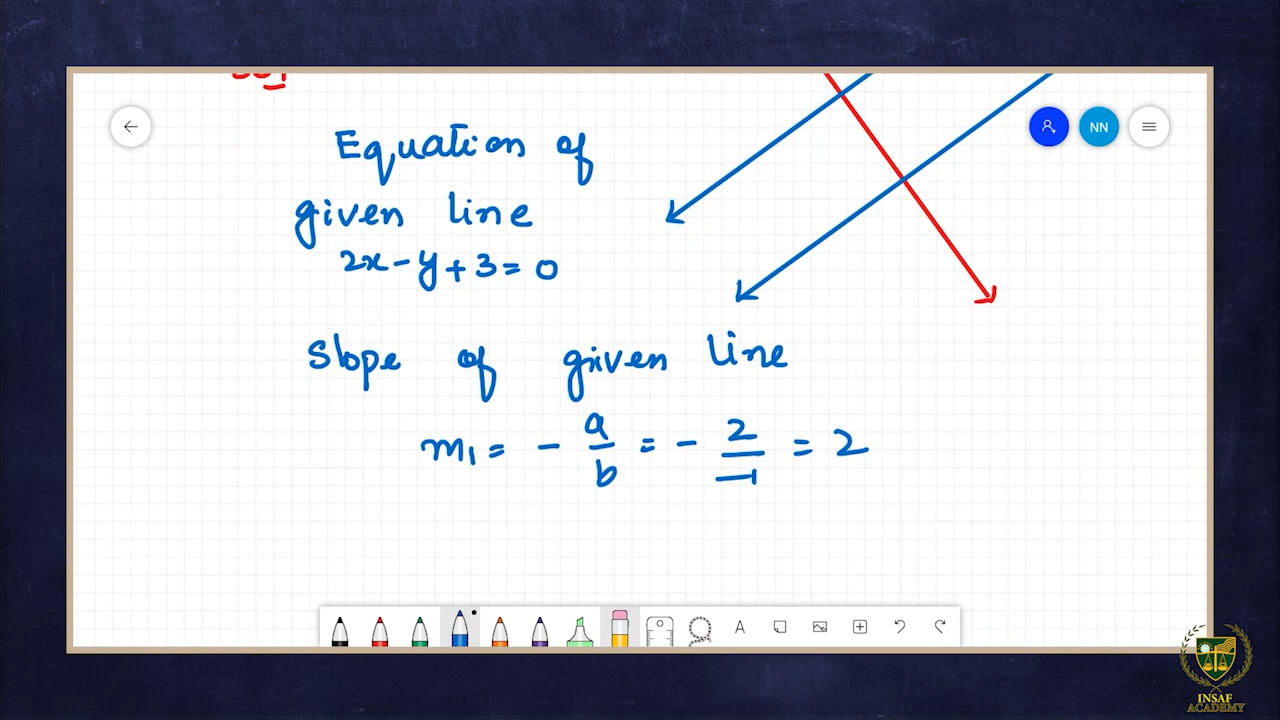 Equation of
given line
2x - y + 3 = 0
Slope of given line
m₁ = - a/b = - 2/-1 = 2
NN
A
INSAF
ACADEMY